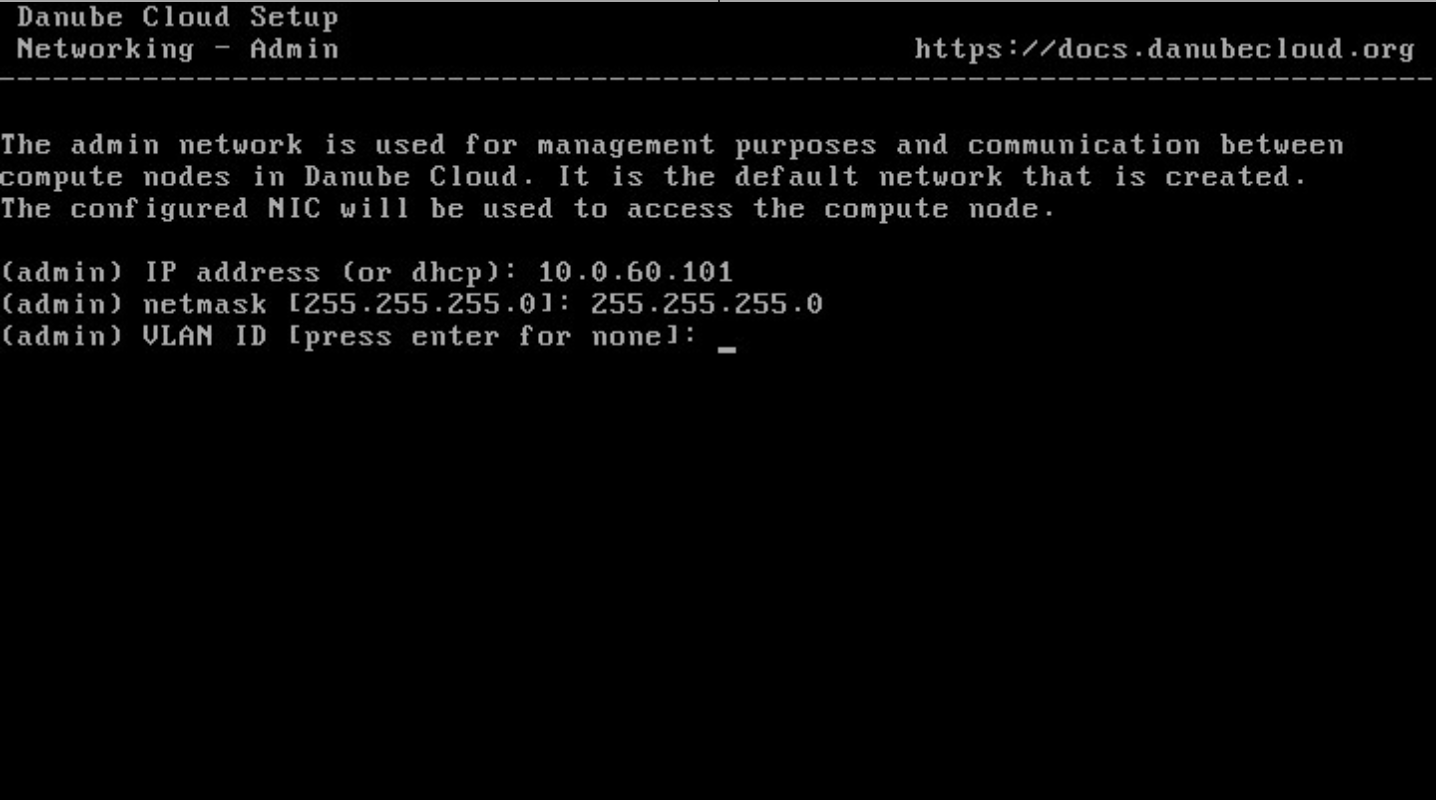 Danube Cloud Setup
Networking - Admin https://docs.danubecloud.org
The admin network is used for management purposes and communication between
compute nodes in Danube Cloud. It is the default network that is created.
The configured NIC will be used to access the compute node.
(admin) IP address (or dhcp): 10.0.60.101
(admin) netmask [255.255.255.0]: 255.255.255.0
(admin) VLAN ID [press enter for none]: _